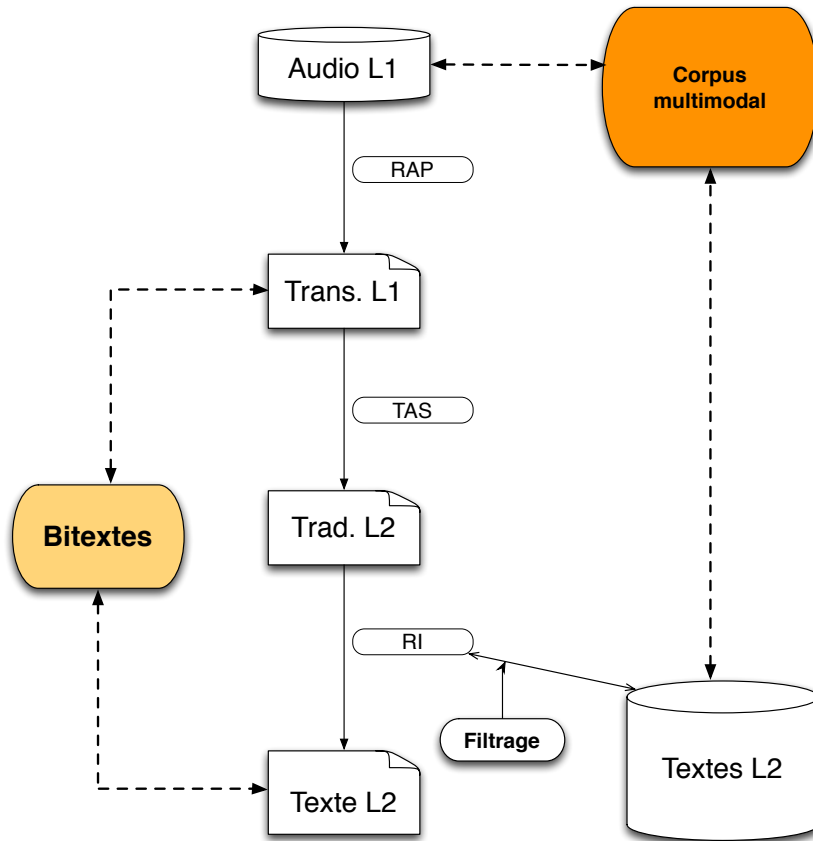 Audio L1
Corpus
multimodal
RAP
Trans. L1
TAS
Bitextes
Trad. L2
RI
Filtrage
Textes L2
Texte L2